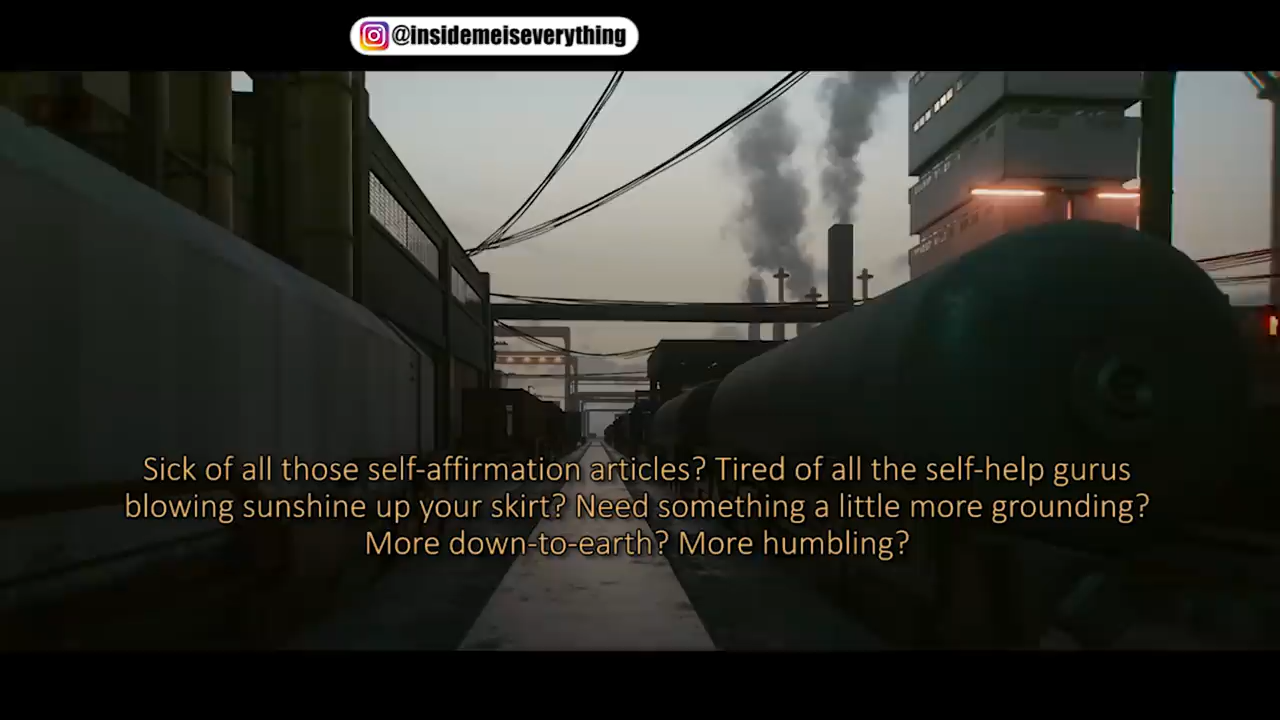 @insidemeiseverything
Sick of all those self-affirmation articles? Tired of all the self-help gurus
blowing sunshine up your skirt? Need something a little more grounding?
More down-to-earth? More humbling?